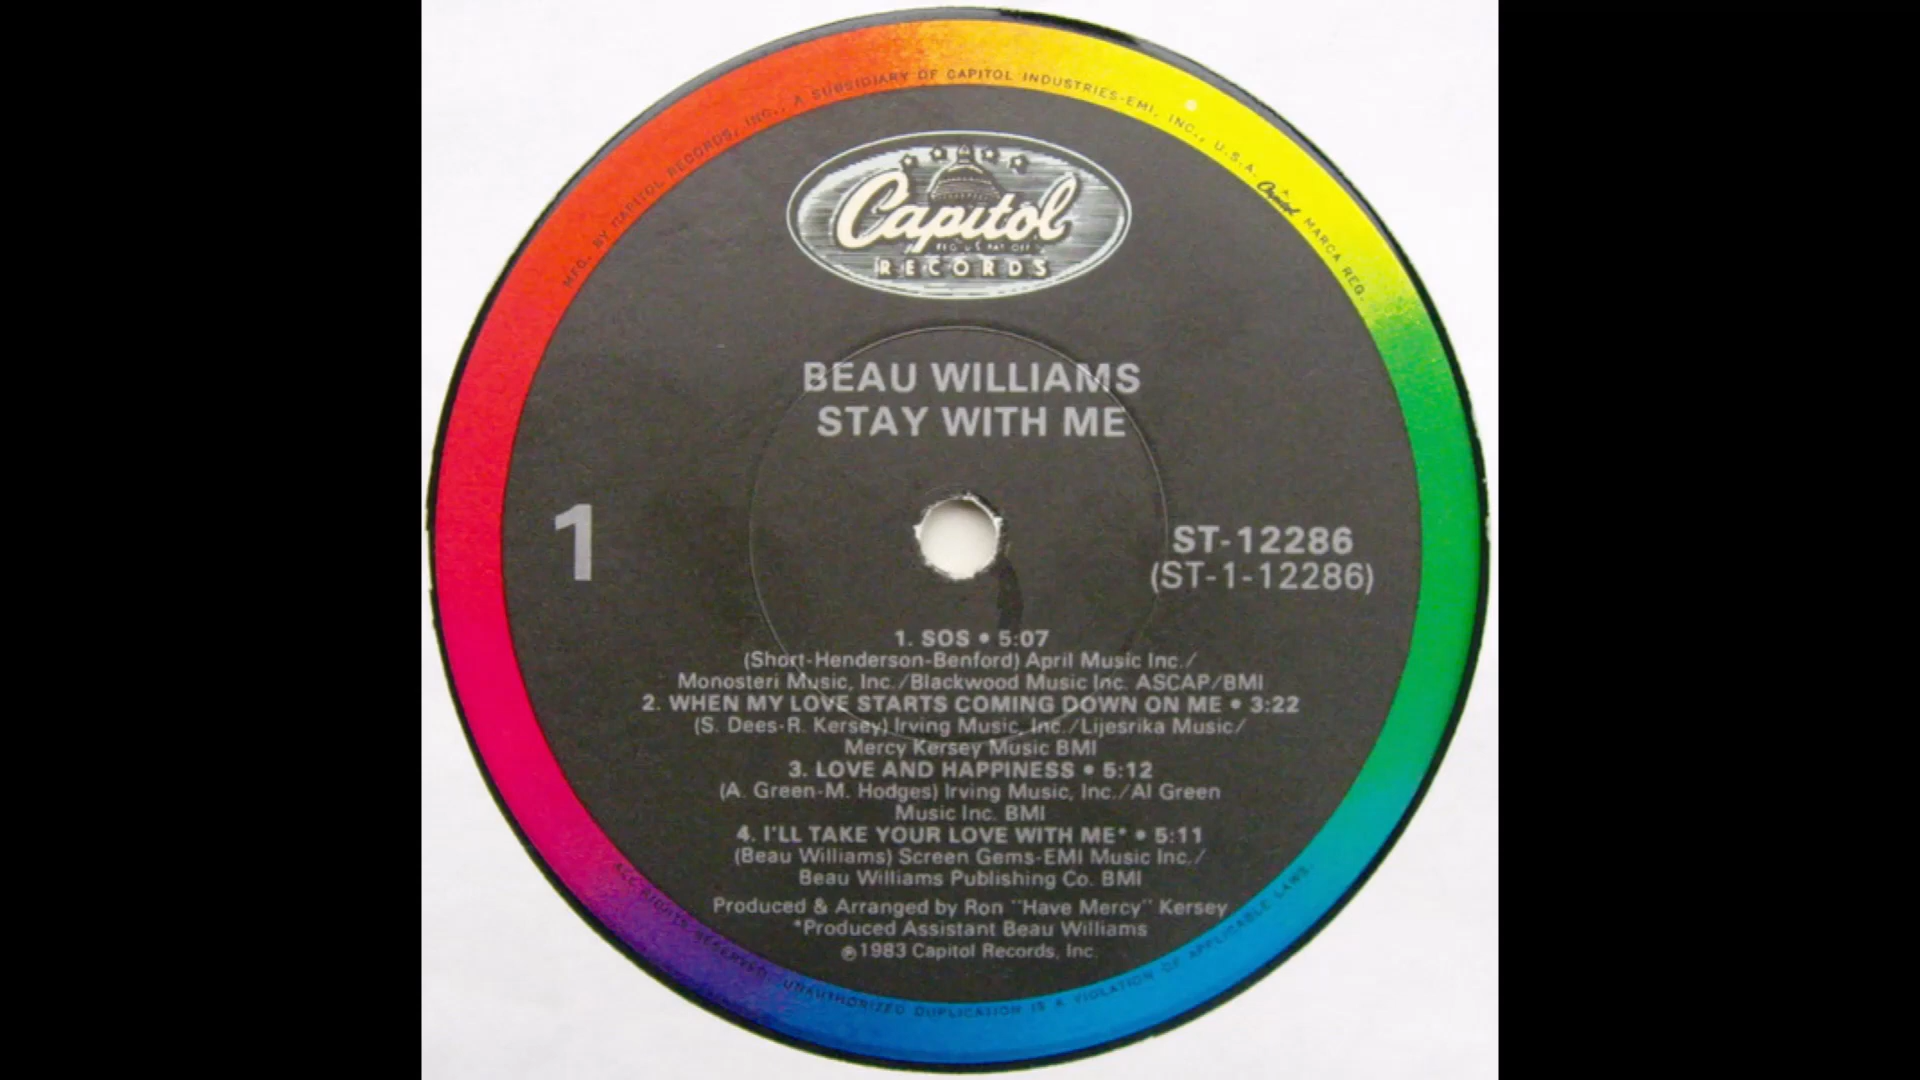 MFG. BY CAPITOL RECORDS, INC., A SUBSIDIARY OF CAPITOL INDUSTRIES-EMI, INC., U.S.A. Capitol MARCA REG.
Capitol
REG. U.S. PAT. OFF.
RECORDS
BEAU WILLIAMS
STAY WITH ME
1
ST-12286
(ST-1-12286)
1. SOS • 5:07
(Short-Henderson-Benford) April Music Inc./
Monosteri Music, Inc./Blackwood Music Inc. ASCAP/BMI
2. WHEN MY LOVE STARTS COMING DOWN ON ME • 3:22
(S. Dees-R. Kersey) Irving Music, Inc./Lijesrika Music/
Mercy Kersey Music BMI
3. LOVE AND HAPPINESS • 5:12
(A. Green-M. Hodges) Irving Music, Inc./Al Green
Music Inc. BMI
4. I'LL TAKE YOUR LOVE WITH ME* • 5:11
(Beau Williams) Screen Gems-EMI Music Inc./
Beau Williams Publishing Co. BMI
Produced & Arranged by Ron "Have Mercy" Kersey
*Produced Assistant Beau Williams
℗1983 Capitol Records, Inc.
ALL RIGHTS RESERVED. UNAUTHORIZED DUPLICATION IS A VIOLATION OF APPLICABLE LAWS.